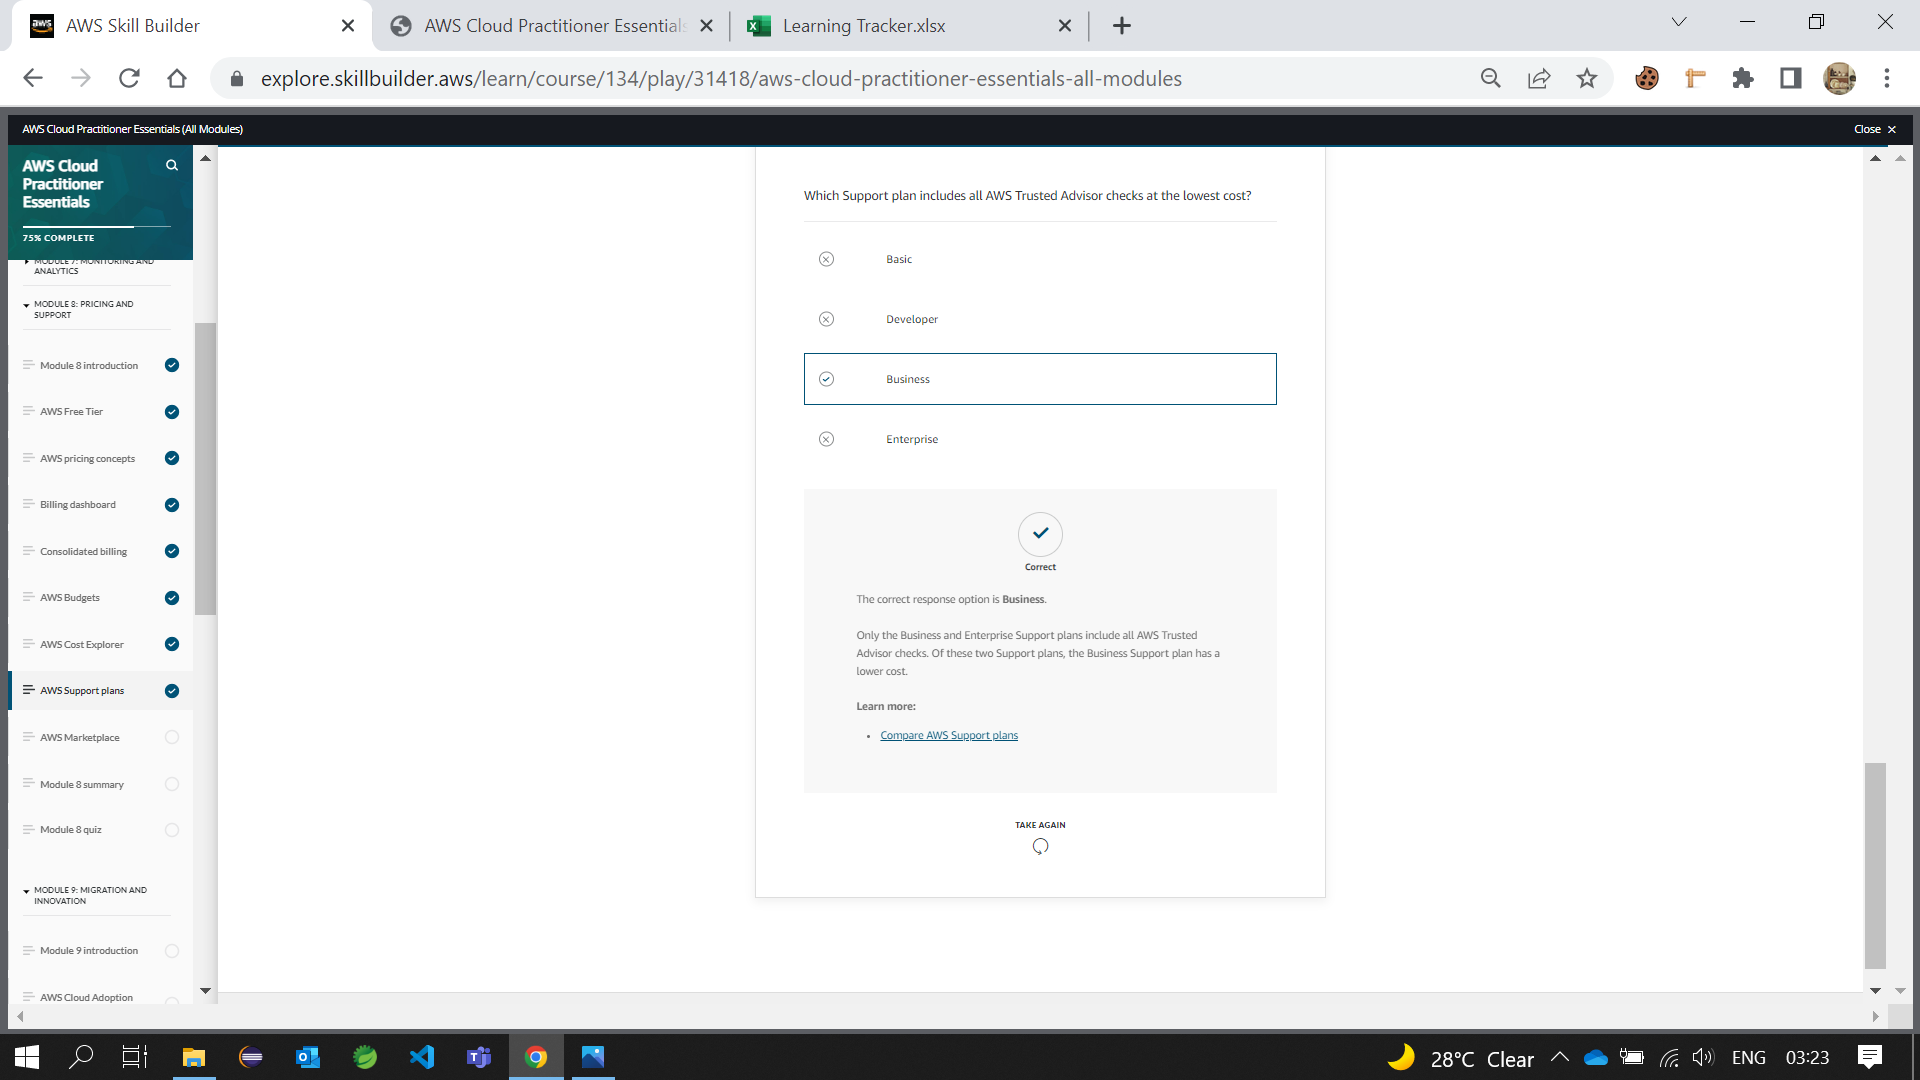 AWS Skill Builder
AWS Cloud Practitioner Essentials
Learning Tracker.xlsx
explore.skillbuilder.aws/learn/course/134/play/31418/aws-cloud-practitioner-essentials-all-modules
AWS Cloud Practitioner Essentials (All Modules)
Close
AWS Cloud
Practitioner
Essentials
75% COMPLETE
MODULE 7: MONITORING AND
ANALYTICS
MODULE 8: PRICING AND
SUPPORT
Module 8 introduction
AWS Free Tier
AWS pricing concepts
Billing dashboard
Consolidated billing
AWS Budgets
AWS Cost Explorer
AWS Support plans
AWS Marketplace
Module 8 summary
Module 8 quiz
MODULE 9: MIGRATION AND
INNOVATION
Module 9 introduction
AWS Cloud Adoption
Which Support plan includes all AWS Trusted Advisor checks at the lowest cost?
Basic
Developer
Business
Enterprise
Correct
The correct response option is Business.
Only the Business and Enterprise Support plans include all AWS Trusted
Advisor checks. Of these two Support plans, the Business Support plan has a
lower cost.
Learn more:
• Compare AWS Support plans
TAKE AGAIN
28°C Clear
ENG
03:23